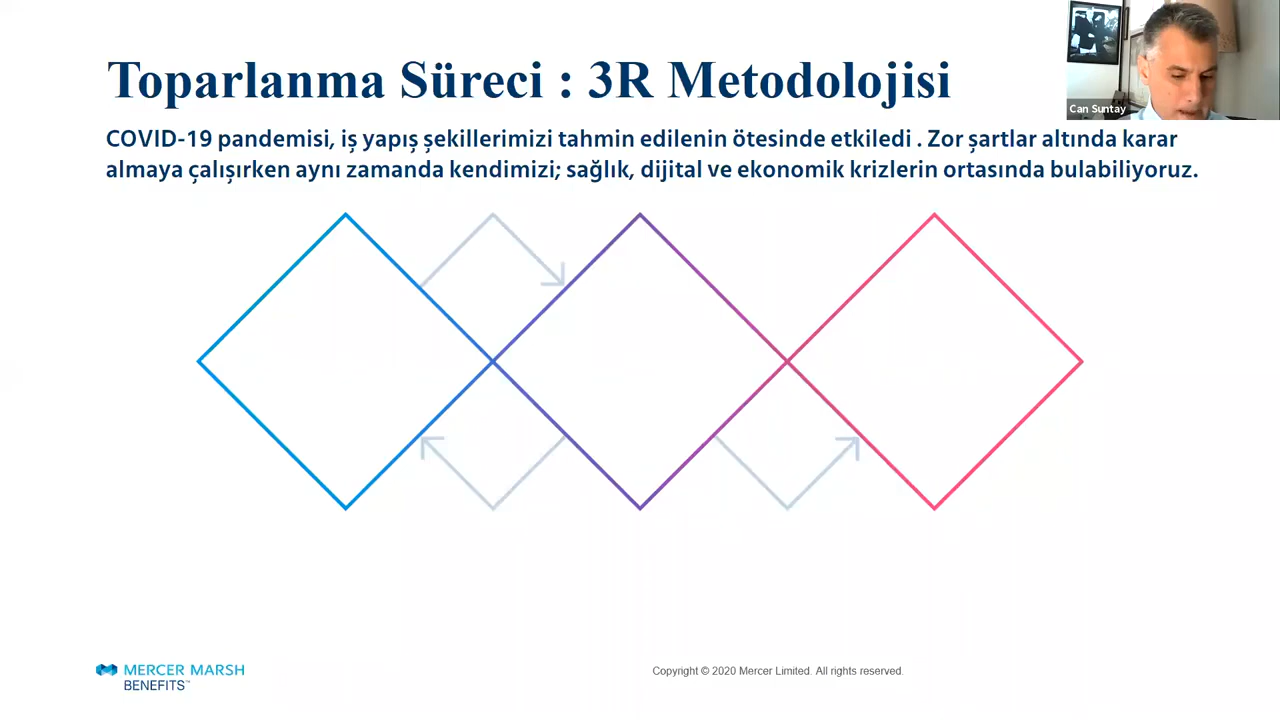 Toparlanma Süreci : 3R Metodolojisi
Can Suntay
COVID-19 pandemisi, iş yapış şekillerimizi tahmin edilenin ötesinde etkiledi . Zor şartlar altında karar
almaya çalışırken aynı zamanda kendimizi; sağlık, dijital ve ekonomik krizlerin ortasında bulabiliyoruz.
MERCER MARSH
BENEFITS™
Copyright © 2020 Mercer Limited. All rights reserved.